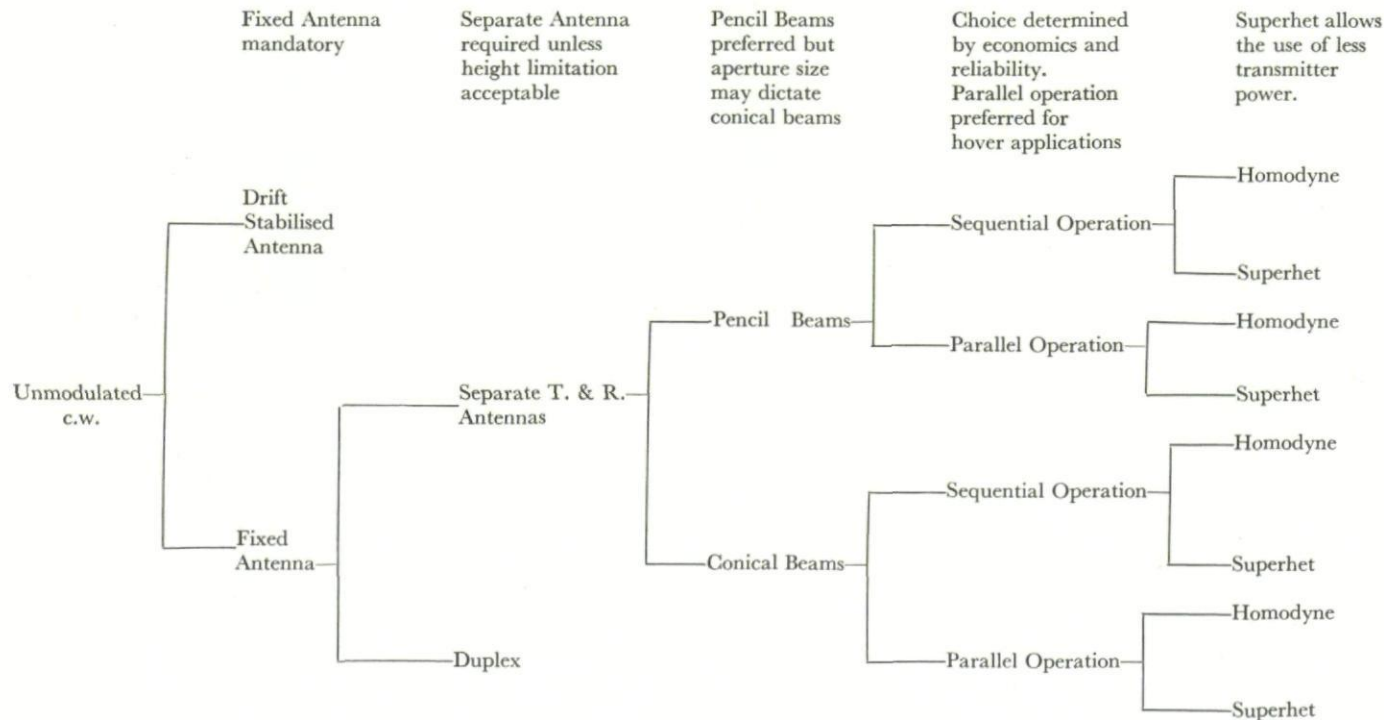 Fixed Antenna
mandatory
Separate Antenna
required unless
height limitation
acceptable
Pencil Beams
preferred but
aperture size
may dictate
conical beams
Choice determined
by economics and
reliability.
Parallel operation
preferred for
hover applications
Superhet allows
the use of less
transmitter
power.
Unmodulated
c.w.
Drift
Stabilised
Antenna
Fixed
Antenna
Separate T. & R.
Antennas
Duplex
Pencil Beams
Conical Beams
Sequential Operation
Parallel Operation
Sequential Operation
Parallel Operation
Homodyne
Superhet
Homodyne
Superhet
Homodyne
Superhet
Homodyne
Superhet